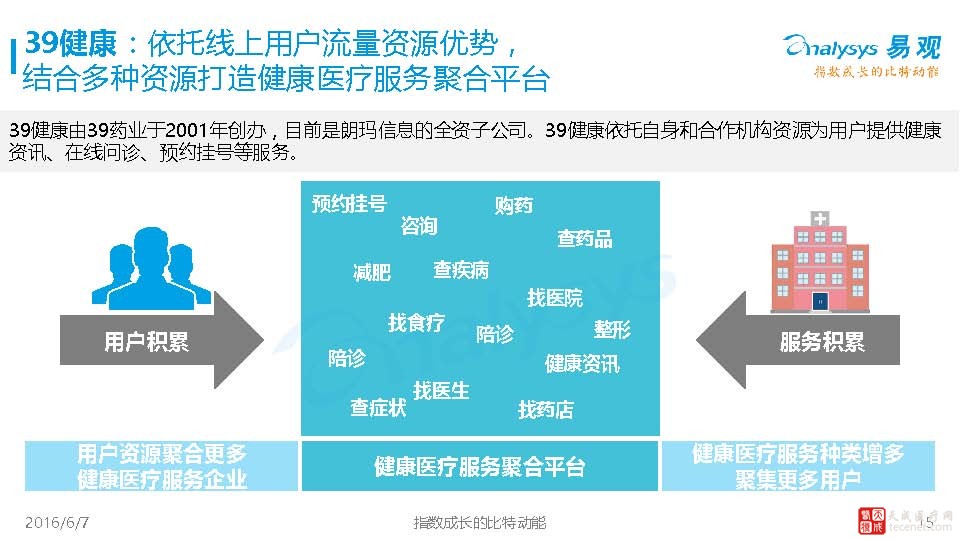 39健康：依托线上用户流量资源优势，
结合多种资源打造健康医疗服务聚合平台
nalysys 易观
指数成长的比特动能
39健康由39药业于2001年创办，目前是朗玛信息的全资子公司。39健康依托自身和合作机构资源为用户提供健康
资讯、在线问诊、预约挂号等服务。
预约挂号
购药
咨询
查药品
减肥
查疾病
找医院
找食疗
陪诊
整形
陪诊
健康资讯
找医生
查症状
找药店
nalysys
用户积累
服务积累
用户资源聚合更多
健康医疗服务企业
健康医疗服务聚合平台
健康医疗服务种类增多
聚集更多用户
2016/6/7
指数成长的比特动能
15
天成医疗网
tecenet.com